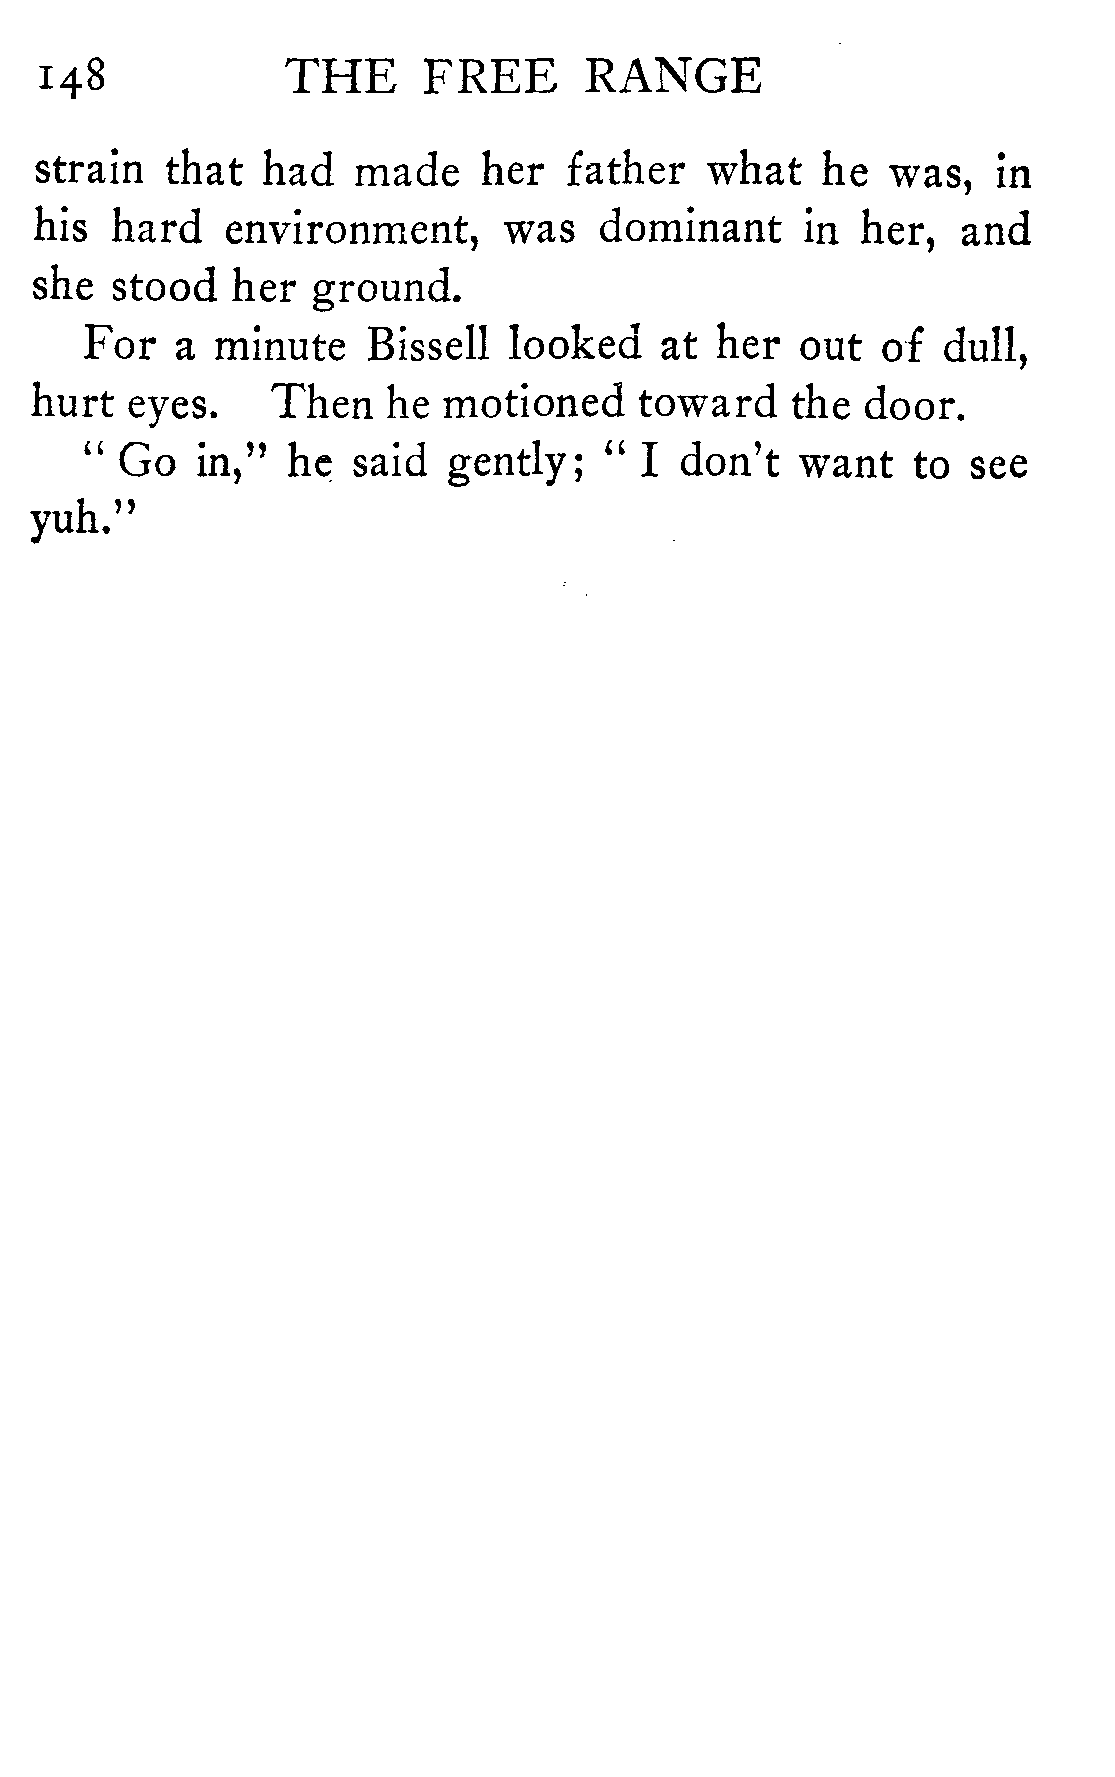 148 THE FREE RANGE
strain that had made her father what he was, in
his hard environment, was dominant in her, and
she stood her ground.
For a minute Bissell looked at her out of dull,
hurt eyes. Then he motioned toward the door.
“ Go in,” he said gently; “ I don’t want to see
yuh.”